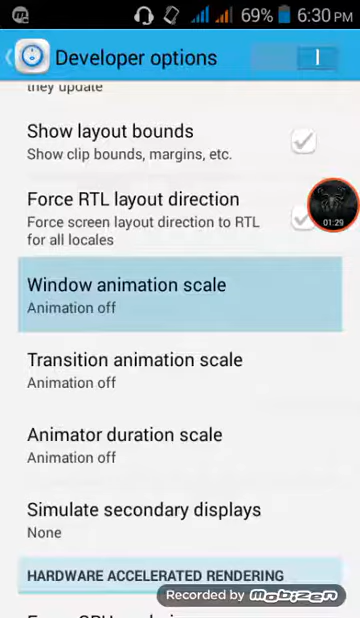 69% 6:30 PM
Developer options
they update
Show layout bounds
Show clip bounds, margins, etc.
Force RTL layout direction
Force screen layout direction to RTL
for all locales
01:29
Window animation scale
Animation off
Transition animation scale
Animation off
Animator duration scale
Animation off
Simulate secondary displays
None
HARDWARE ACCELERATED RENDERING
Recorded by Mobizen